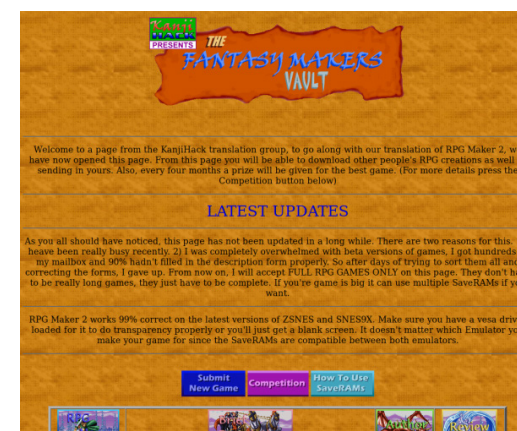 Kanji
HACK
PRESENTS
THE
FANTASY MAKERS
VAULT
Welcome to a page from the KanjiHack translation group, to go along with our translation of RPG Maker 2, w
have now opened this page. From this page you will be able to download other people's RPG creations as well
sending in yours. Also, every four months a prize will be given for the best game. (For more details press the
Competition button below)
LATEST UPDATES
As you all should have noticed, this page has not been updated in a long while. There are two reasons for this.
heave been really busy recently. 2) I was completely overwhelmed with beta versions of games, I got hundreds
my mailbox and 90% hadn't filled in the description form properly. So after days of trying to sort them all and
correcting the forms, I gave up. From now on, I will accept FULL RPG GAMES ONLY on this page. They don't ha
to be really long games, they just have to be complete. If you're game is big it can use multiple SaveRAMs if yo
want.
RPG Maker 2 works 99% correct on the latest versions of ZSNES and SNES9X. Make sure you have a vesa driv
loaded for it to do transparency properly or you'll just get a blank screen. It doesn't matter which Emulator yo
make your game for since the SaveRAMs are compatible between both emulators.
Submit
New Game
Competition
How To Use
SaveRAMs
RPG
Author
Review